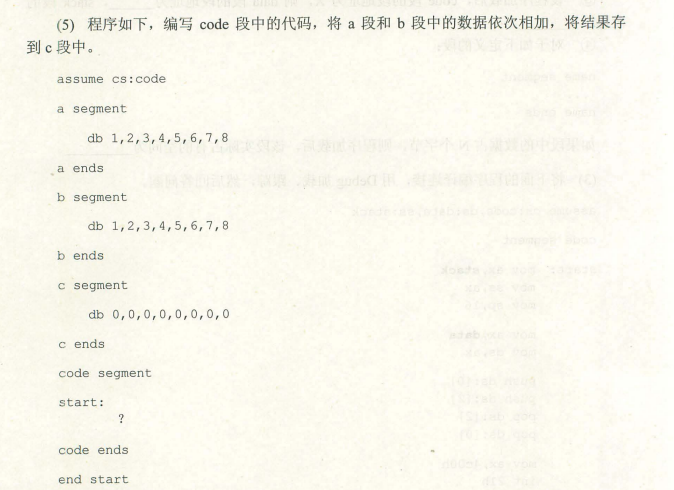 (5) 程序如下，编写 code 段中的代码，将 a 段和 b 段中的数据依次相加，将结果存
到 c 段中。
assume cs:code
a segment
db 1,2,3,4,5,6,7,8
a ends
b segment
db 1,2,3,4,5,6,7,8
b ends
c segment
db 0,0,0,0,0,0,0,0
c ends
code segment
start:
?
code ends
end start